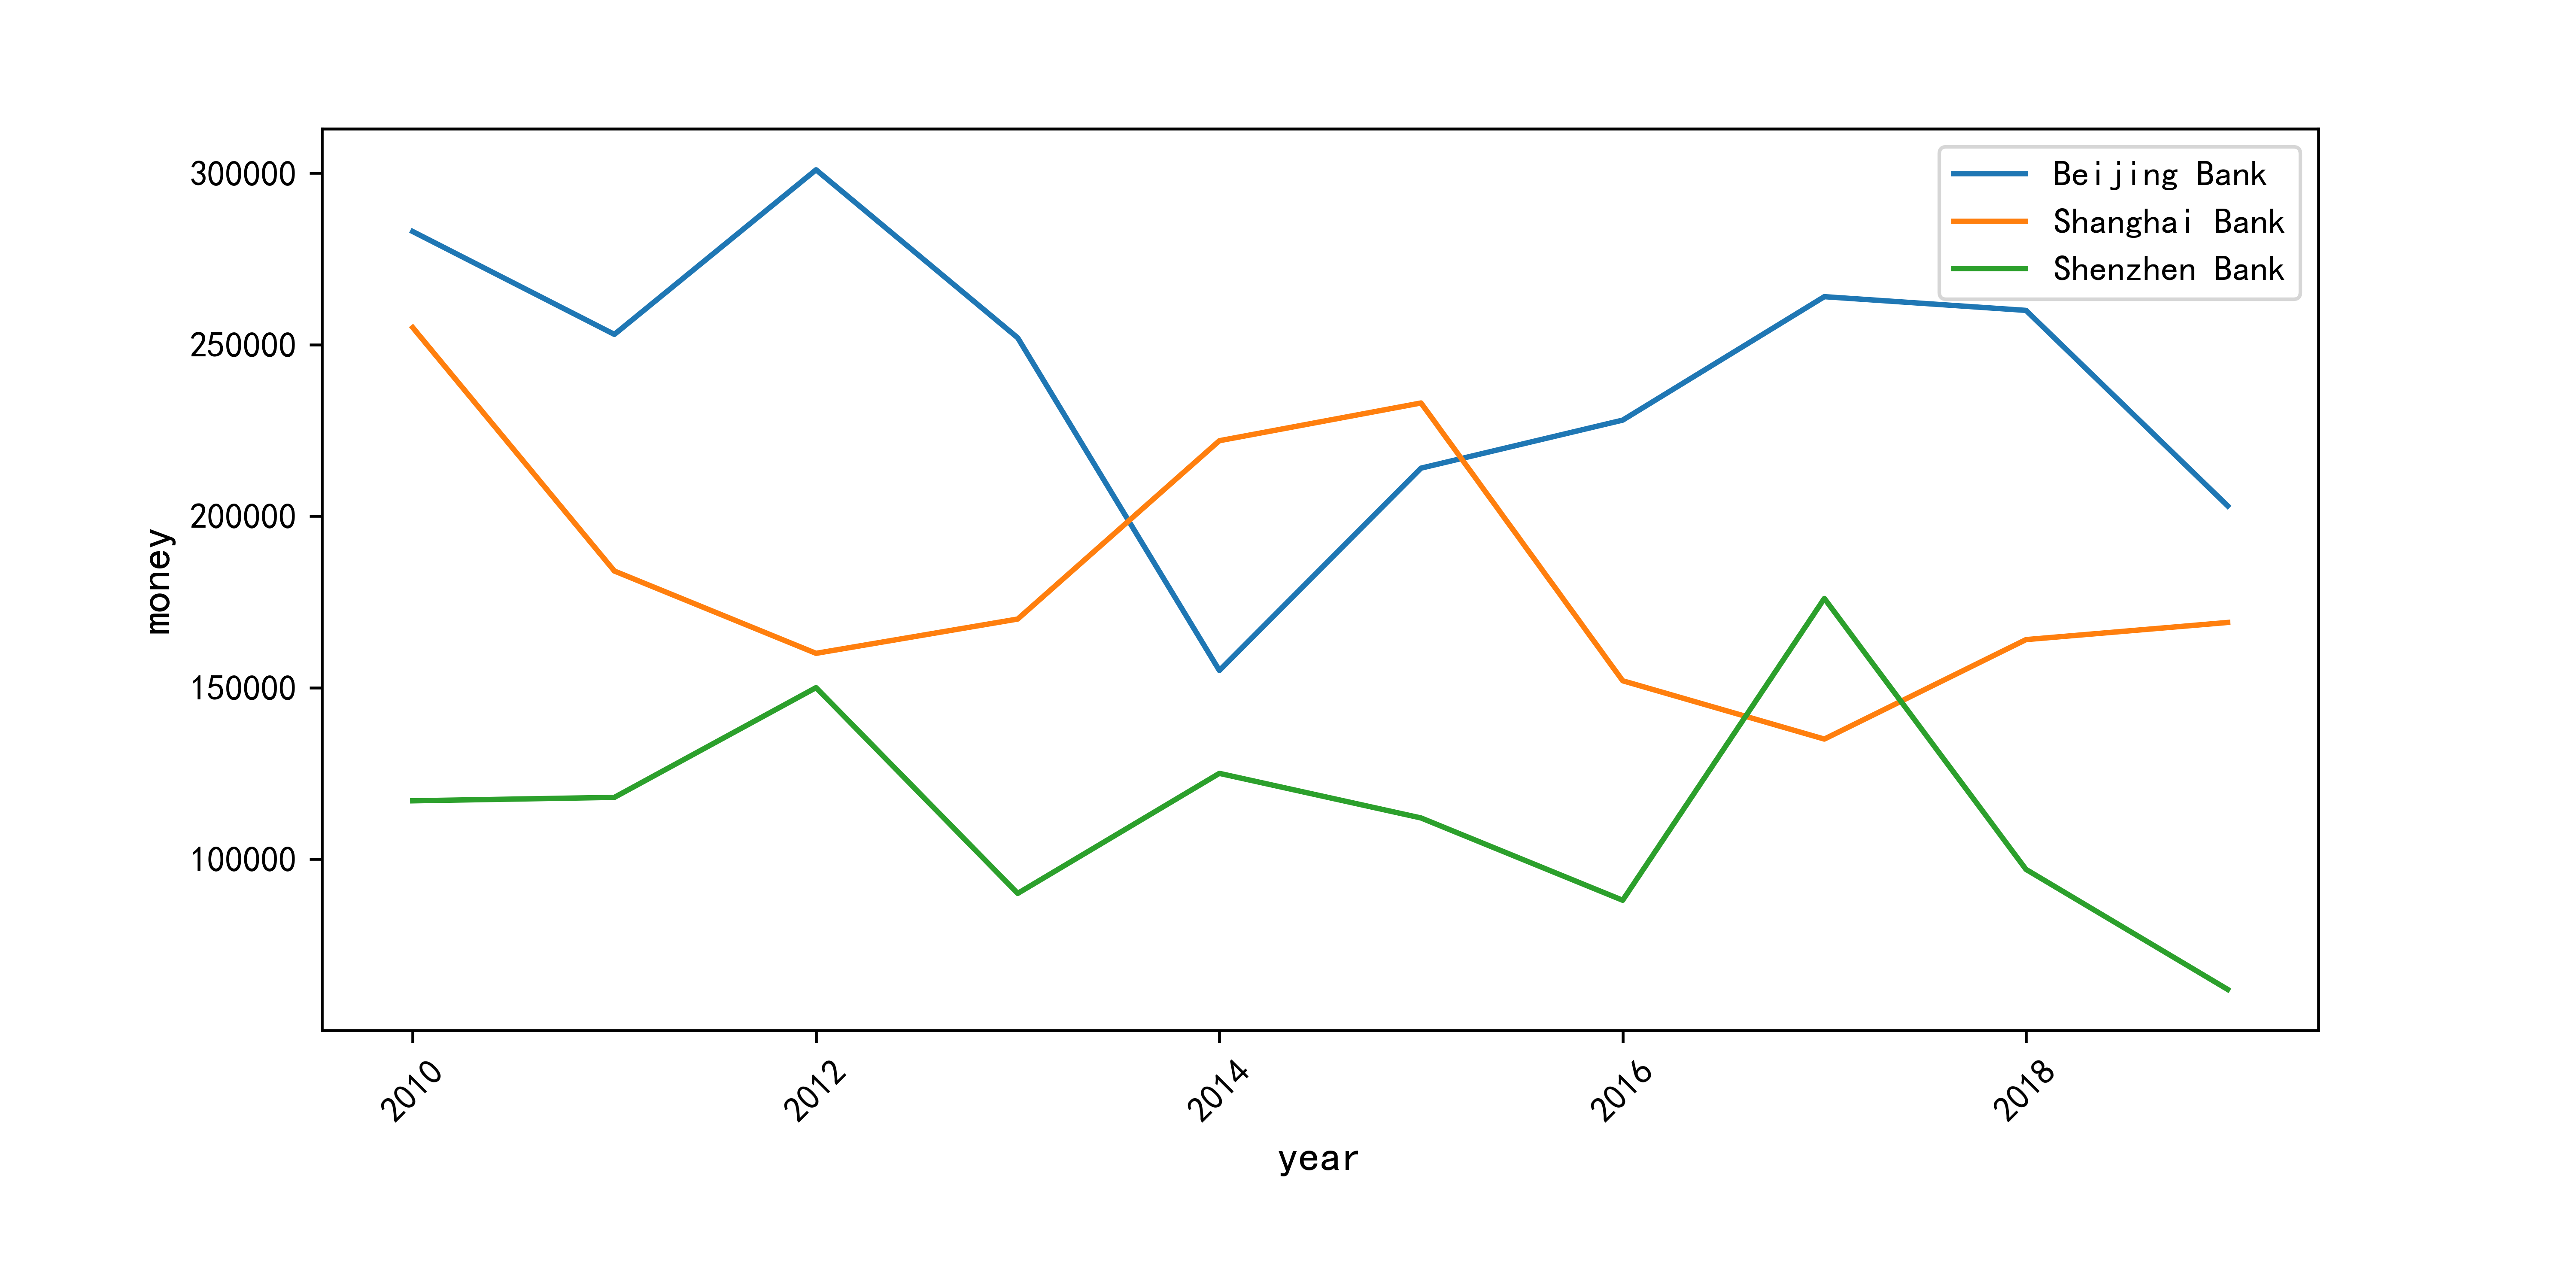 300000
250000
200000
150000
100000
money
Beijing Bank
Shanghai Bank
Shenzhen Bank
2010
2012
2014
2016
2018
year